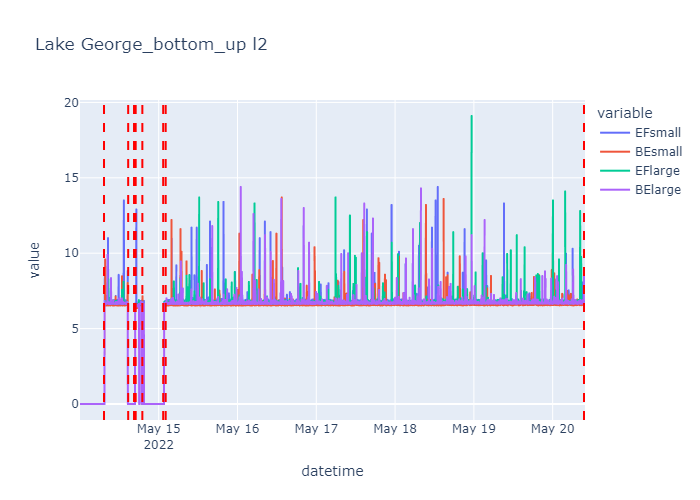 Lake George_bottom_up l2
variable
EFsmall
BEsmall
EFlarge
BElarge
value
20
15
10
5
0
May 15
2022
May 16
May 17
May 18
May 19
May 20
datetime